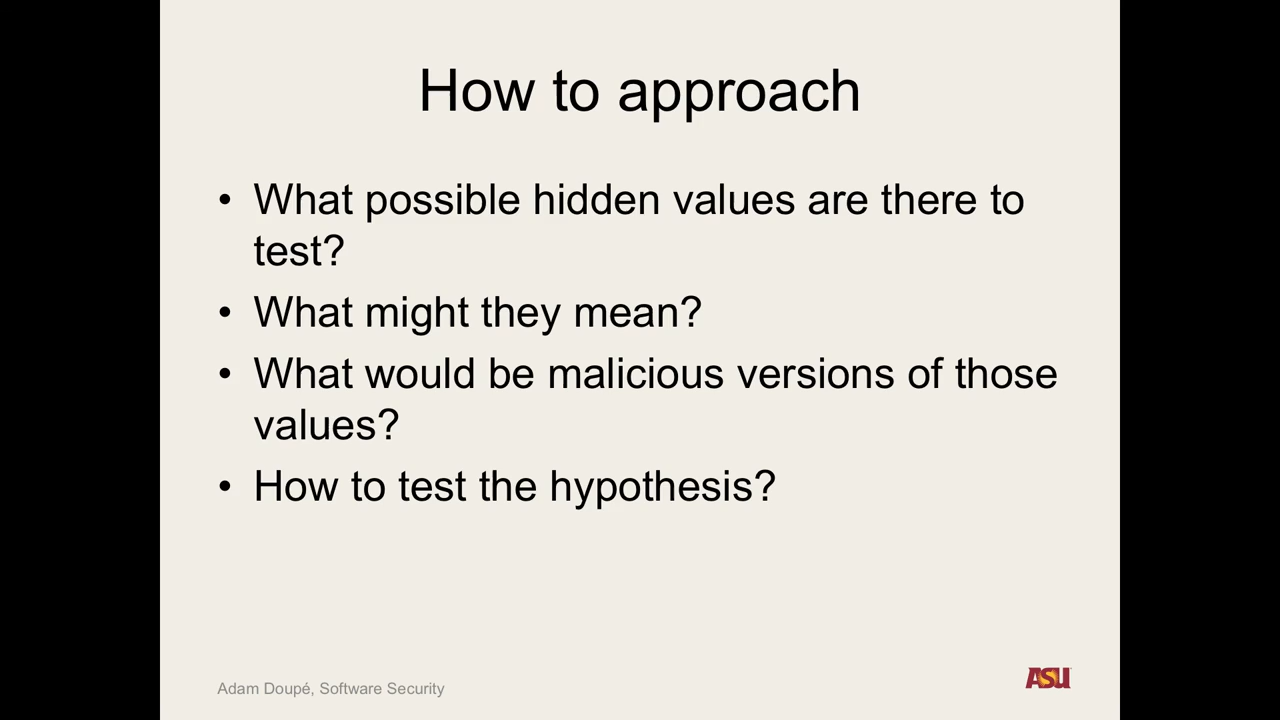 How to approach
• What possible hidden values are there to
test?
• What might they mean?
• What would be malicious versions of those
values?
• How to test the hypothesis?
Adam Doupé, Software Security
ASU